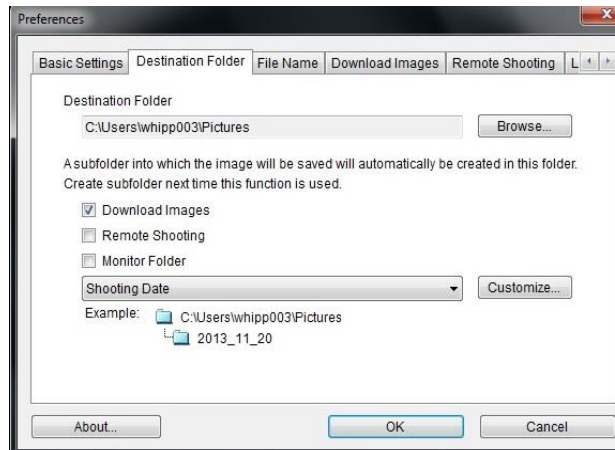 Preferences
Basic Settings Destination Folder File Name Download Images Remote Shooting L
Destination Folder
C:\Users\whipp003\Pictures Browse...
A subfolder into which the image will be saved will automatically be created in this folder.
Create subfolder next time this function is used.
Download Images
Remote Shooting
Monitor Folder
Shooting Date Customize...
Example: C:\Users\whipp003\Pictures
2013_11_20
About... OK Cancel